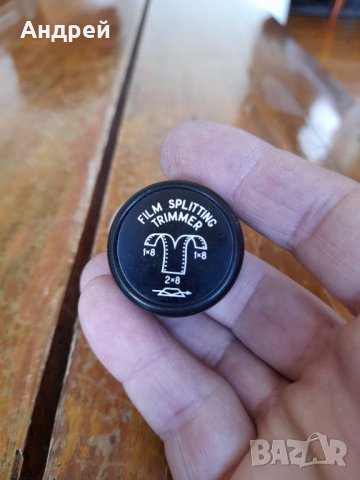 Андрей
FILM SPLITTING
TRIMMER
1×8 1×8
2×8
BAZAR